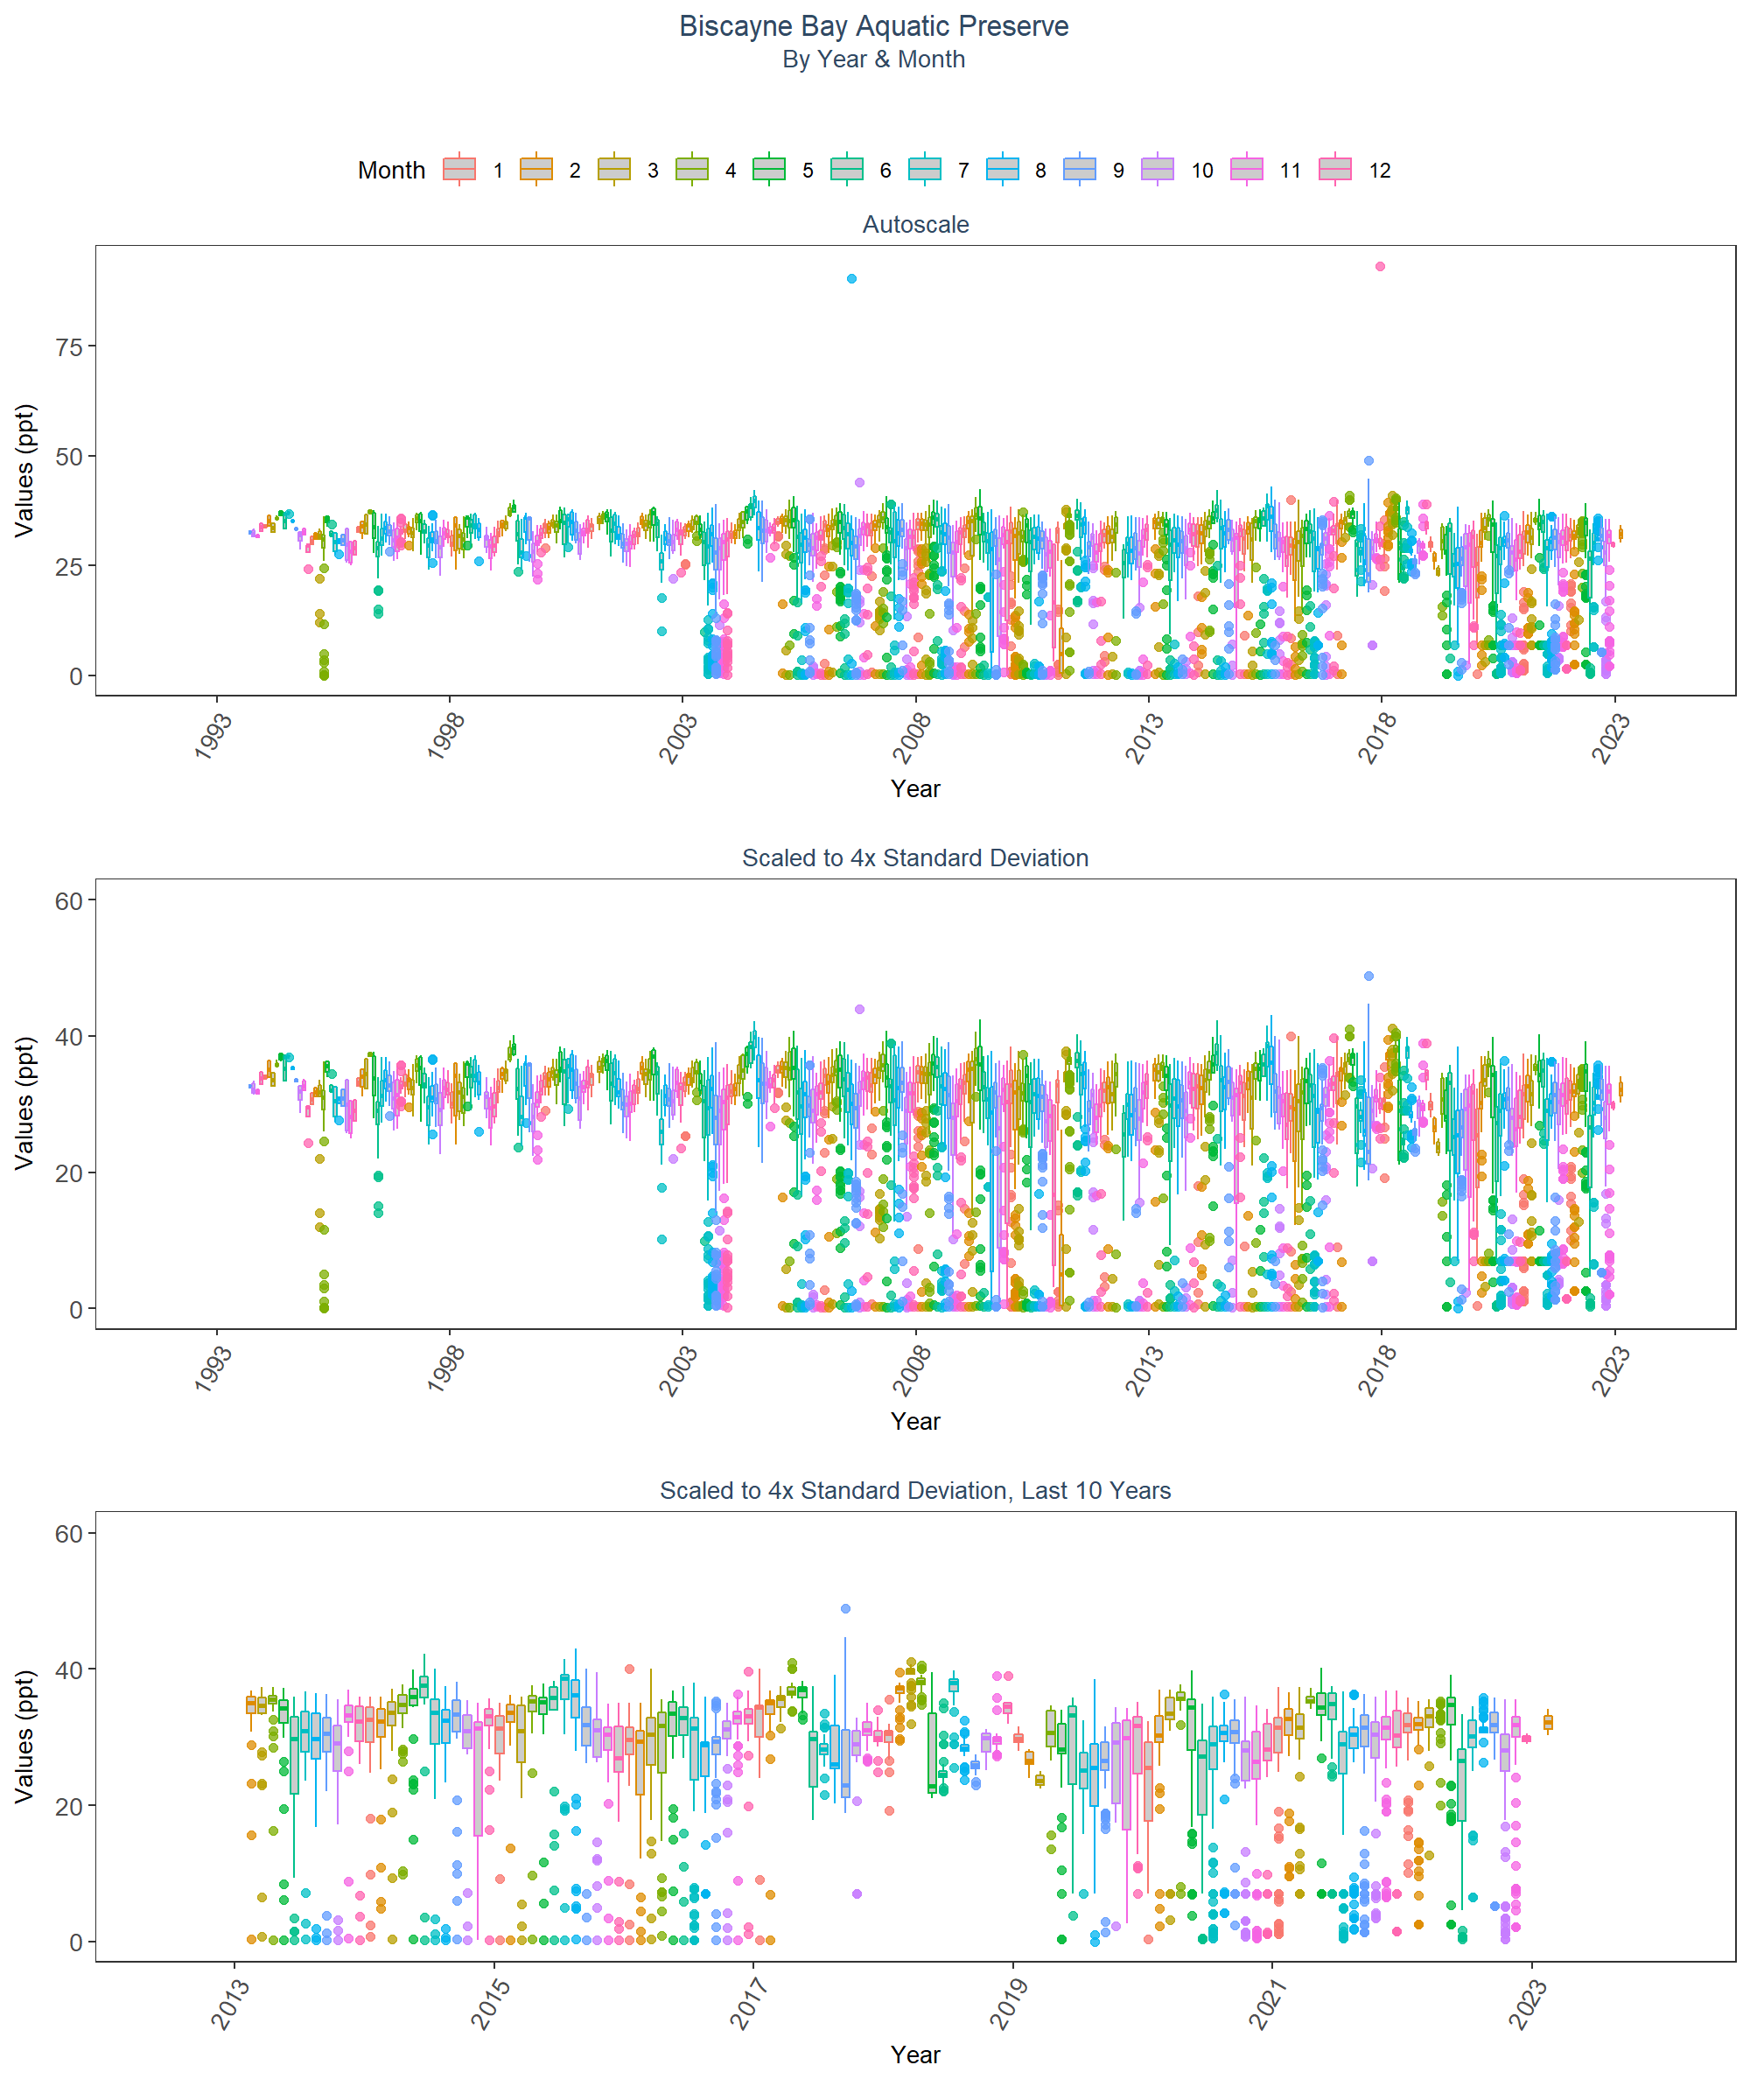 Biscayne Bay Aquatic Preserve
By Year & Month
Month 1 2 3 4 5 6 7 8 9 10 11 12
Autoscale
Values (ppt)
75
50
25
0
1993 1998 2003 2008 2013 2018 2023
Year
Scaled to 4x Standard Deviation
Values (ppt)
60
40
20
0
1993 1998 2003 2008 2013 2018 2023
Year
Scaled to 4x Standard Deviation, Last 10 Years
Values (ppt)
60
40
20
0
2013 2015 2017 2019 2021 2023
Year